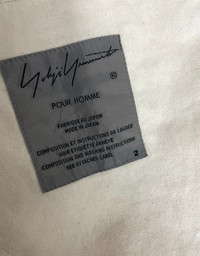 Yohji Yamamoto
®
POUR HOMME
FABRIQUE AU JAPON
MADE IN JAPAN
COMPOSITION ET INSTRUCTIONS DE LAVAGE
VOIR ETIQUETTE ANNEXE
COMPOSITION AND WASHING INSTRUCTIONS
SEE ATTACHED LABEL
2